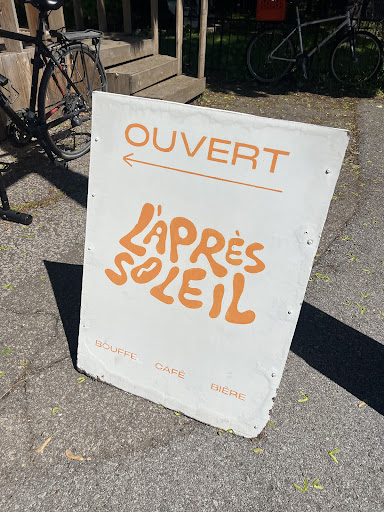 OUVERT
L'APRÈS
SOLEIL
BOUFFE CAFÉ BIÈRE